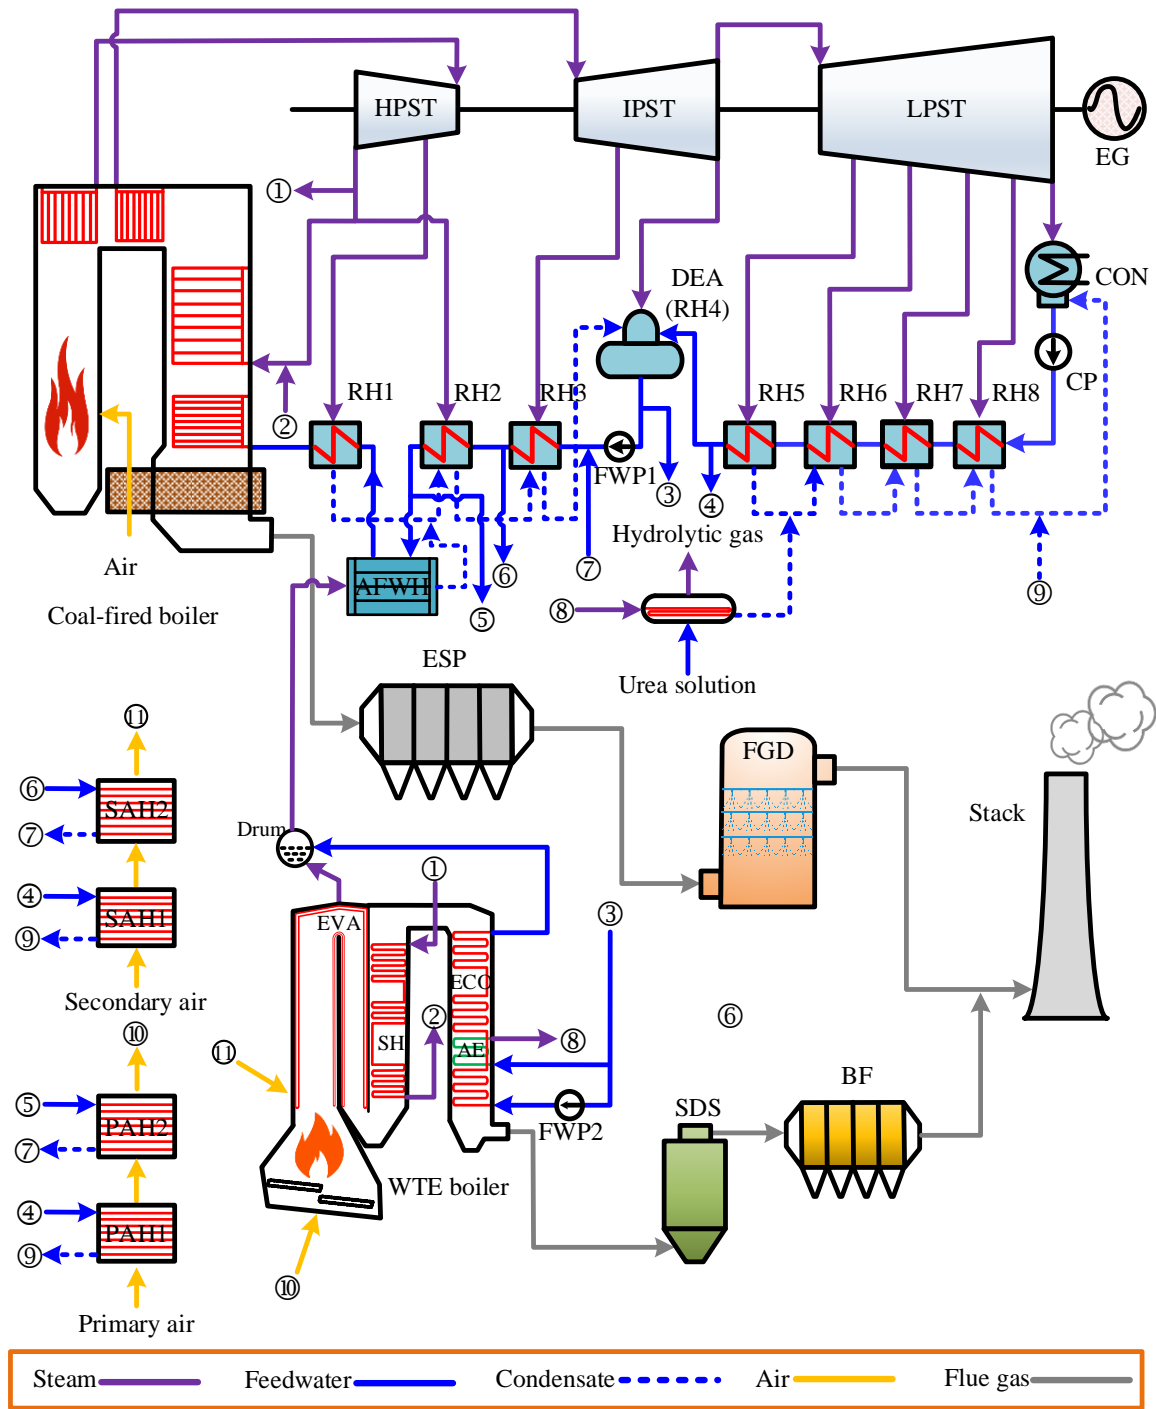 HPST
IPST
LPST
EG
①
DEA
(RH4)
CON
CP
②
RH1
RH2
RH3
RH5
RH6
RH7
RH8
FWP1
③
④
Air
Coal-fired boiler
AFWH
⑥
⑤
⑦
Hydrolytic gas
⑧
⑨
Urea solution
ESP
FGD
Stack
⑪
⑥
SAH2
⑦
④
SAH1
⑨
Secondary air
Drum
EVA
①
ECO
③
②
SH
AE
⑧
⑥
⑪
FWP2
⑩
⑤
PAH2
⑦
④
PAH1
⑨
Primary air
WTE boiler
⑩
SDS
BF
Steam
Feedwater
Condensate
Air
Flue gas